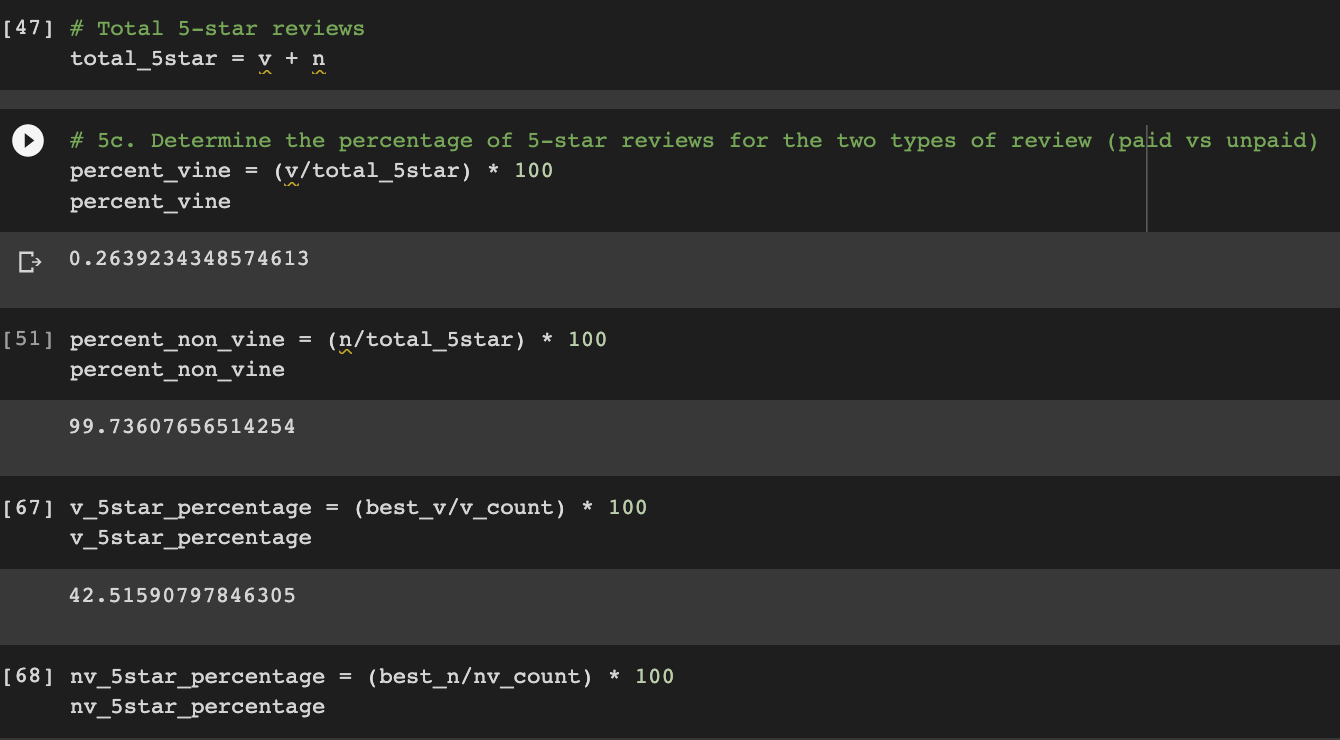 [47] # Total 5-star reviews
total_5star = v + n
# 5c. Determine the percentage of 5-star reviews for the two types of review (paid vs unpaid)
percent_vine = (v/total_5star) * 100
percent_vine
0.2639234348574613
[51] percent_non_vine = (n/total_5star) * 100
percent_non_vine
99.73607656514254
[67] v_5star_percentage = (best_v/v_count) * 100
v_5star_percentage
42.51590797846305
[68] nv_5star_percentage = (best_n/nv_count) * 100
nv_5star_percentage